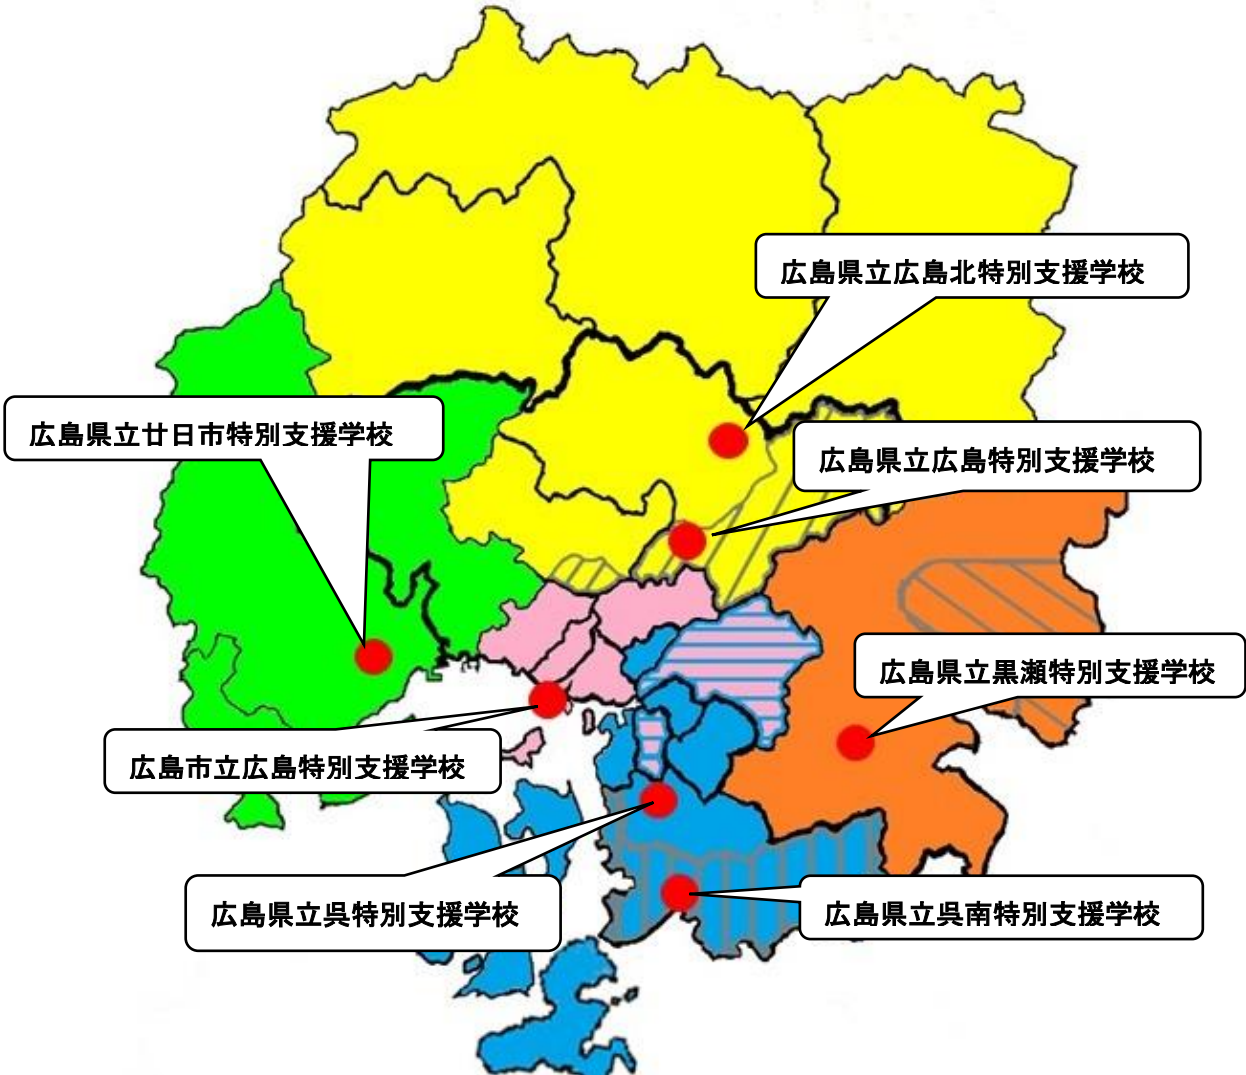 広島県立広島北特別支援学校
広島県立廿日市特別支援学校
広島県立広島特別支援学校
広島県立黒瀬特別支援学校
広島市立広島特別支援学校
広島県立呉特別支援学校
広島県立呉南特別支援学校